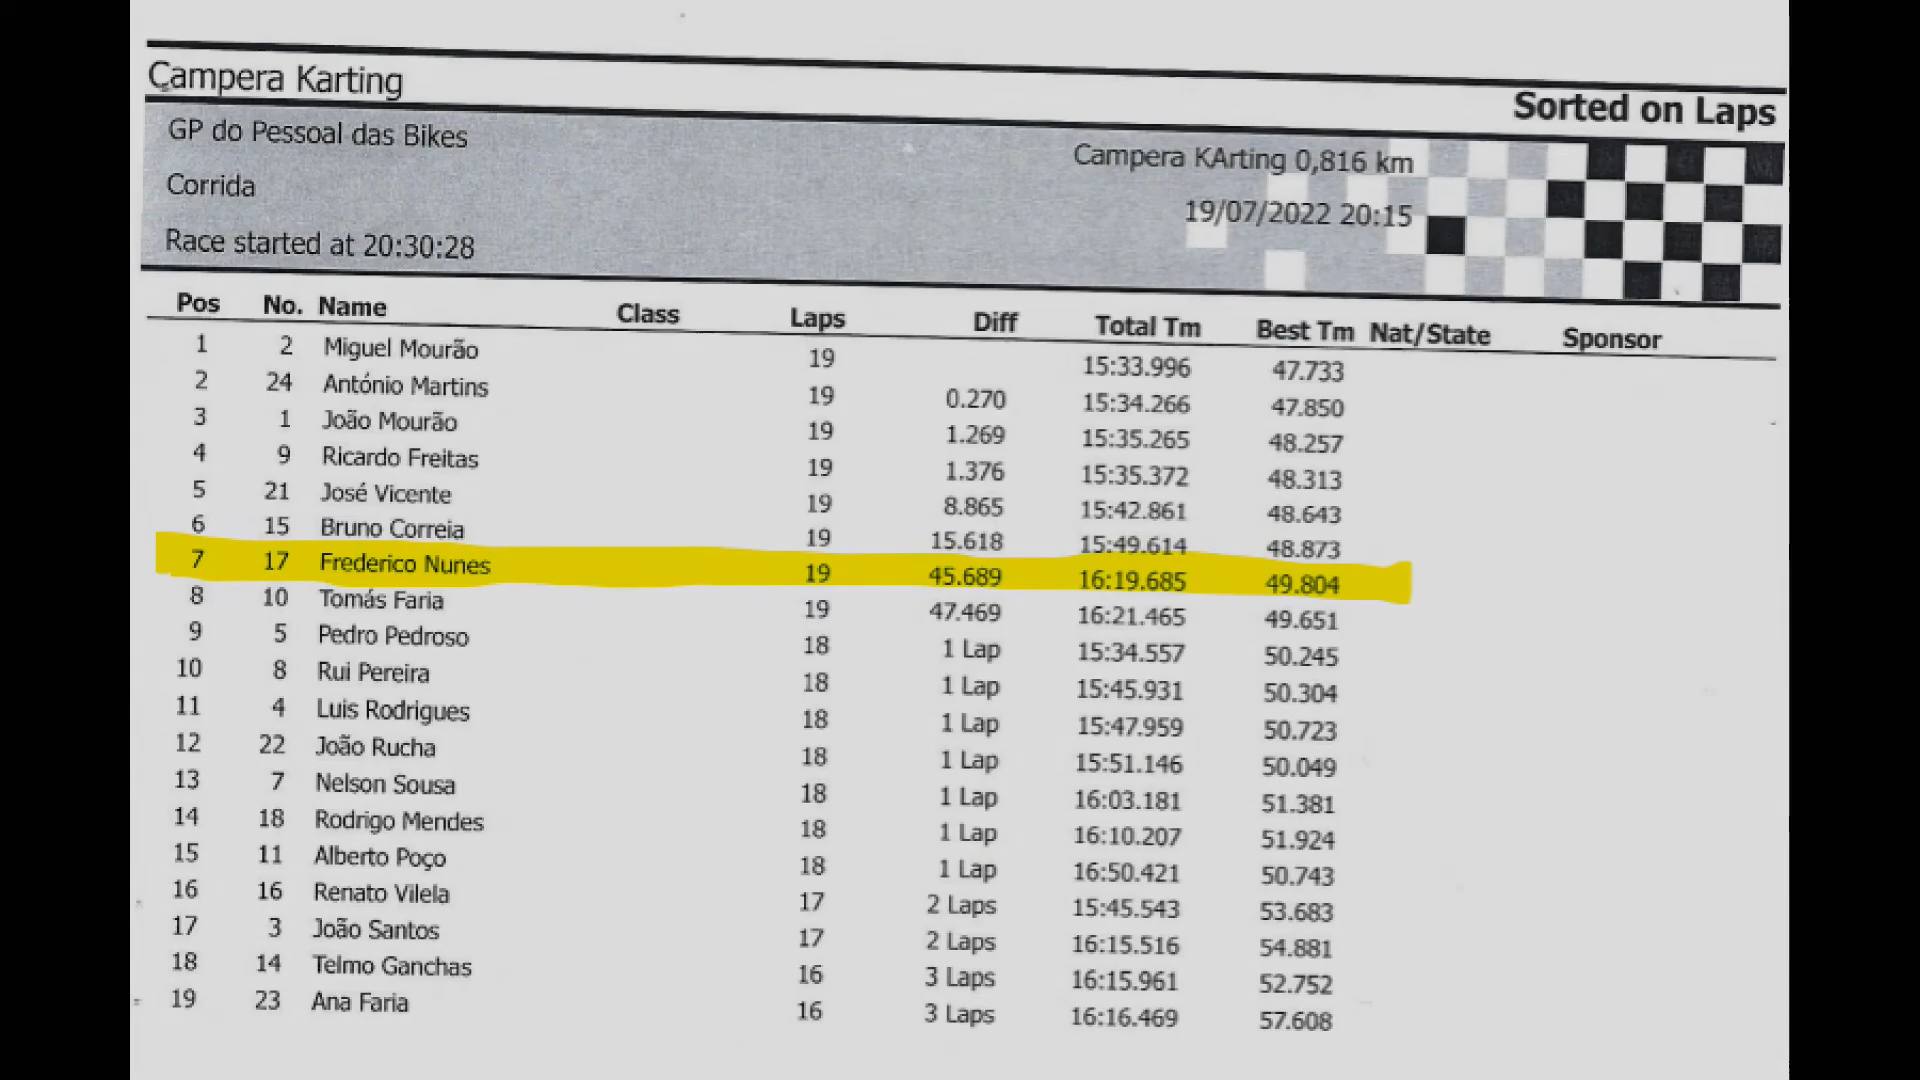 Campera Karting
Sorted on Laps
GP do Pessoal das Bikes
Campera KArting 0,816 km
Corrida
19/07/2022 20:15
Race started at 20:30:28
Pos No. Name Class Laps Diff Total Tm Best Tm Nat/State Sponsor
1 2 Miguel Mourão 19 15:33.996 47.733
2 24 António Martins 19 0.270 15:34.266 47.850
3 1 João Mourão 19 1.269 15:35.265 48.257
4 9 Ricardo Freitas 19 1.376 15:35.372 48.313
5 21 José Vicente 19 8.865 15:42.861 48.643
6 15 Bruno Correia 19 15.618 15:49.614 48.873
7 17 Frederico Nunes 19 45.689 16:19.685 49.804
8 10 Tomás Faria 19 47.469 16:21.465 49.651
9 5 Pedro Pedroso 18 1 Lap 15:34.557 50.245
10 8 Rui Pereira 18 1 Lap 15:45.931 50.304
11 4 Luis Rodrigues 18 1 Lap 15:47.959 50.723
12 22 João Rucha 18 1 Lap 15:51.146 50.049
13 7 Nelson Sousa 18 1 Lap 16:03.181 51.381
14 18 Rodrigo Mendes 18 1 Lap 16:10.207 51.924
15 11 Alberto Poço 18 1 Lap 16:50.421 50.743
16 16 Renato Vilela 17 2 Laps 15:45.543 53.683
17 3 João Santos 17 2 Laps 16:15.516 54.881
18 14 Telmo Ganchas 16 3 Laps 16:15.961 52.752
19 23 Ana Faria 16 3 Laps 16:16.469 57.608